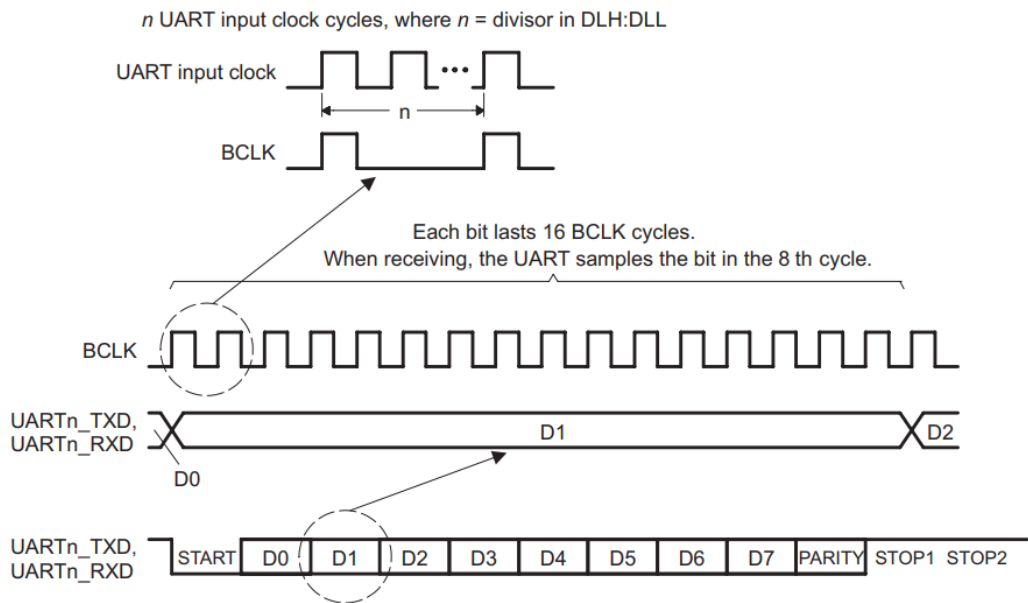 n UART input clock cycles, where n = divisor in DLH:DLL
UART input clock
n
BCLK
Each bit lasts 16 BCLK cycles.
When receiving, the UART samples the bit in the 8 th cycle.
BCLK
UARTn_TXD,
UARTn_RXD
D1
D2
D0
UARTn_TXD,
UARTn_RXD
START D0 D1 D2 D3 D4 D5 D6 D7 PARITY STOP1 STOP2